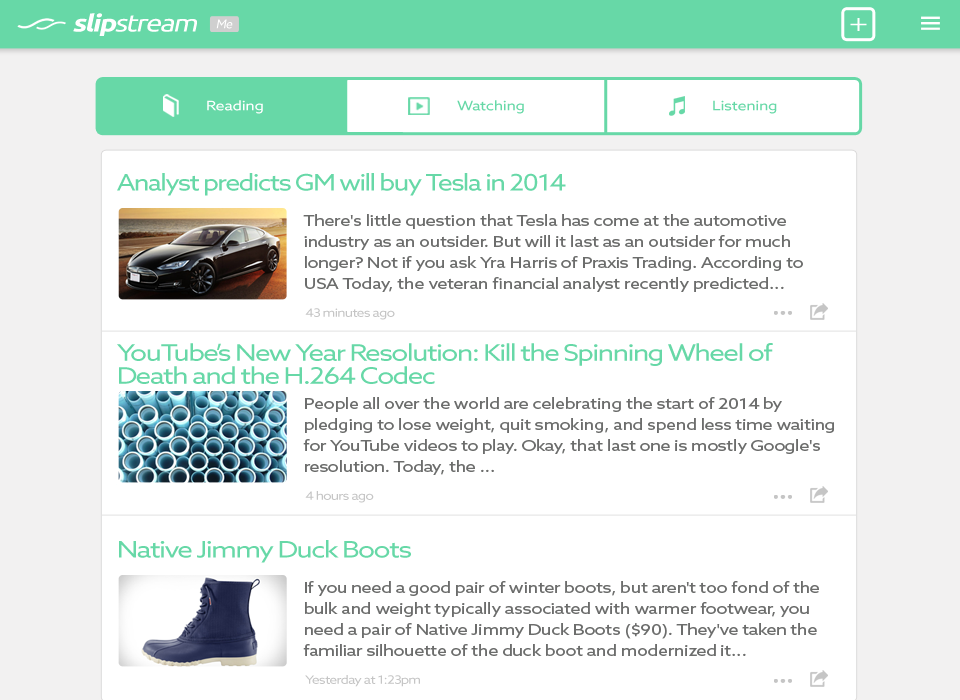 slipstream Me
Reading Watching Listening
Analyst predicts GM will buy Tesla in 2014
There's little question that Tesla has come at the automotive
industry as an outsider. But will it last as an outsider for much
longer? Not if you ask Yra Harris of Praxis Trading. According to
USA Today, the veteran financial analyst recently predicted...
43 minutes ago
YouTube's New Year Resolution: Kill the Spinning Wheel of
Death and the H.264 Codec
People all over the world are celebrating the start of 2014 by
pledging to lose weight, quit smoking, and spend less time waiting
for YouTube videos to play. Okay, that last one is mostly Google's
resolution. Today, the ...
4 hours ago
Native Jimmy Duck Boots
If you need a good pair of winter boots, but aren't too fond of the
bulk and weight typically associated with warmer footwear, you
need a pair of Native Jimmy Duck Boots ($90). They've taken the
familiar silhouette of the duck boot and modernized it...
Yesterday at 1:23pm